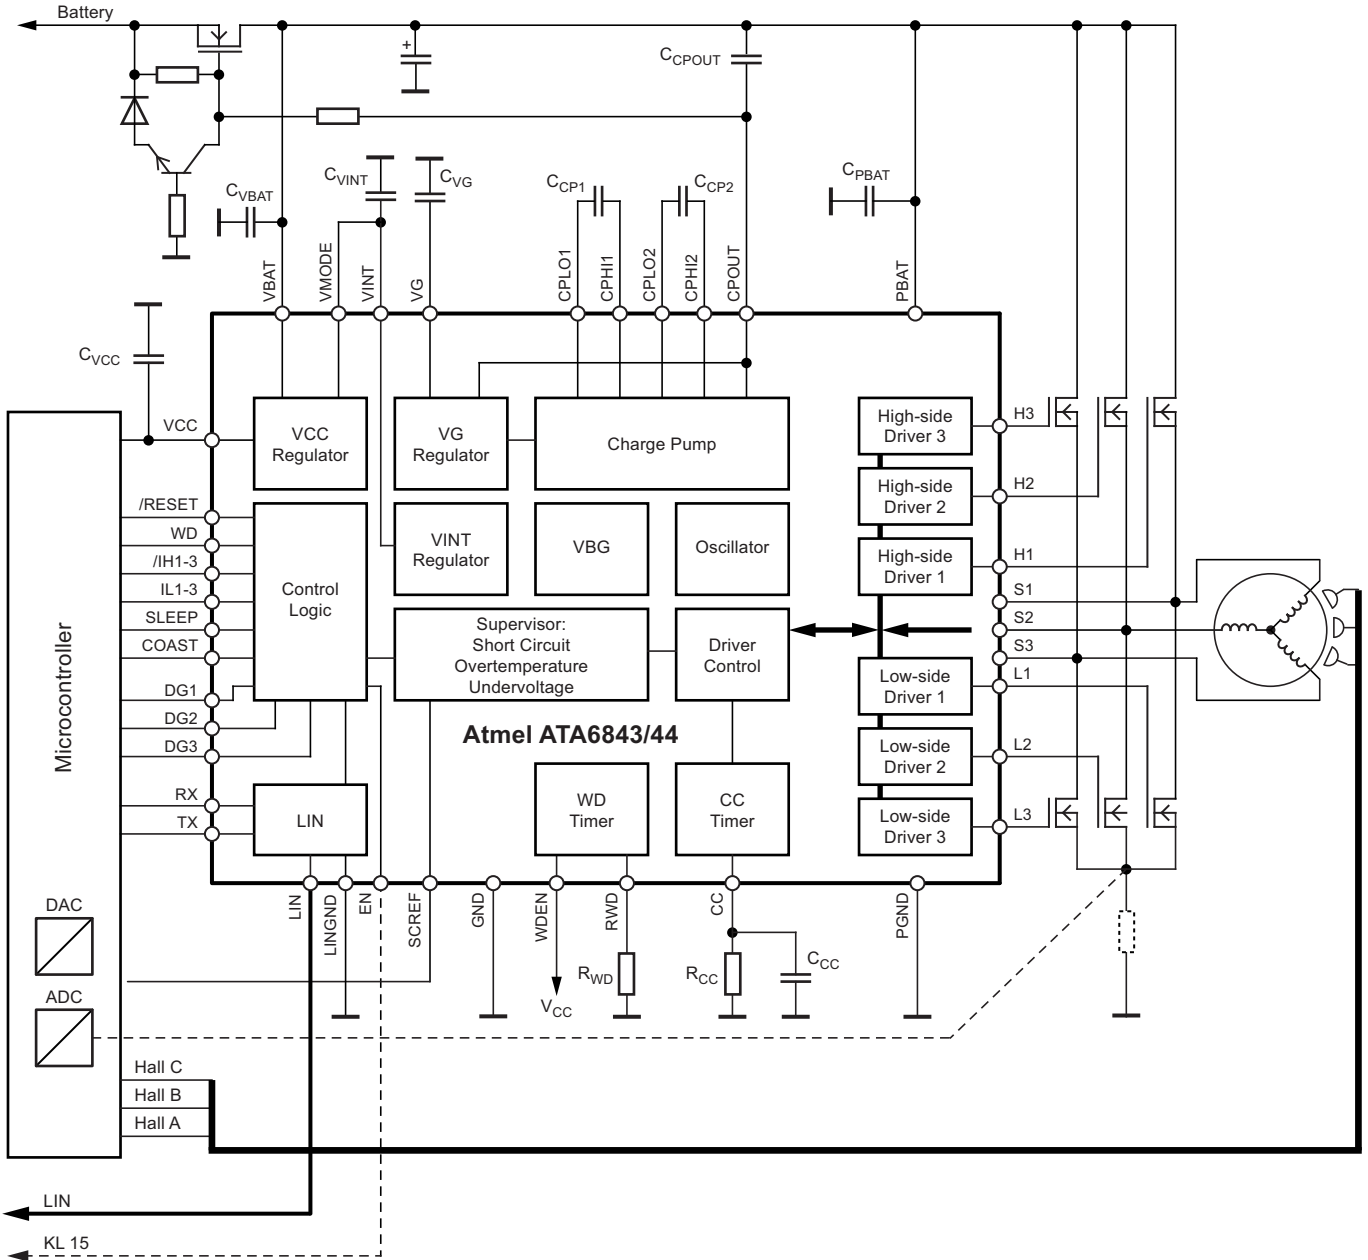 Battery
+
CCPOUT
CVBAT
CVINT
CVG
CCP1
CCP2
CPBAT
VBAT
VMODE
VINT
VG
CPLO1
CPHI1
CPLO2
CPHI2
CPOUT
PBAT
CVCC
VCC
VCC
Regulator
VG
Regulator
Charge Pump
High-side
Driver 3
H3
High-side
Driver 2
H2
High-side
Driver 1
H1
/RESET
WD
/IH1-3
IL1-3
SLEEP
COAST
DG1
DG2
DG3
RX
TX
Control
Logic
VINT
Regulator
VBG
Oscillator
S1
S2
S3
Supervisor:
Short Circuit
Overtemperature
Undervoltage
Driver
Control
Low-side
Driver 1
L1
Low-side
Driver 2
L2
Low-side
Driver 3
L3
Microcontroller
Atmel ATA6843/44
LIN
WD
Timer
CC
Timer
LIN
LINGND
EN
SCREF
GND
WDEN
RWD
CC
PGND
DAC
ADC
VCC
RWD
RCC
CCC
Hall C
Hall B
Hall A
LIN
KL 15